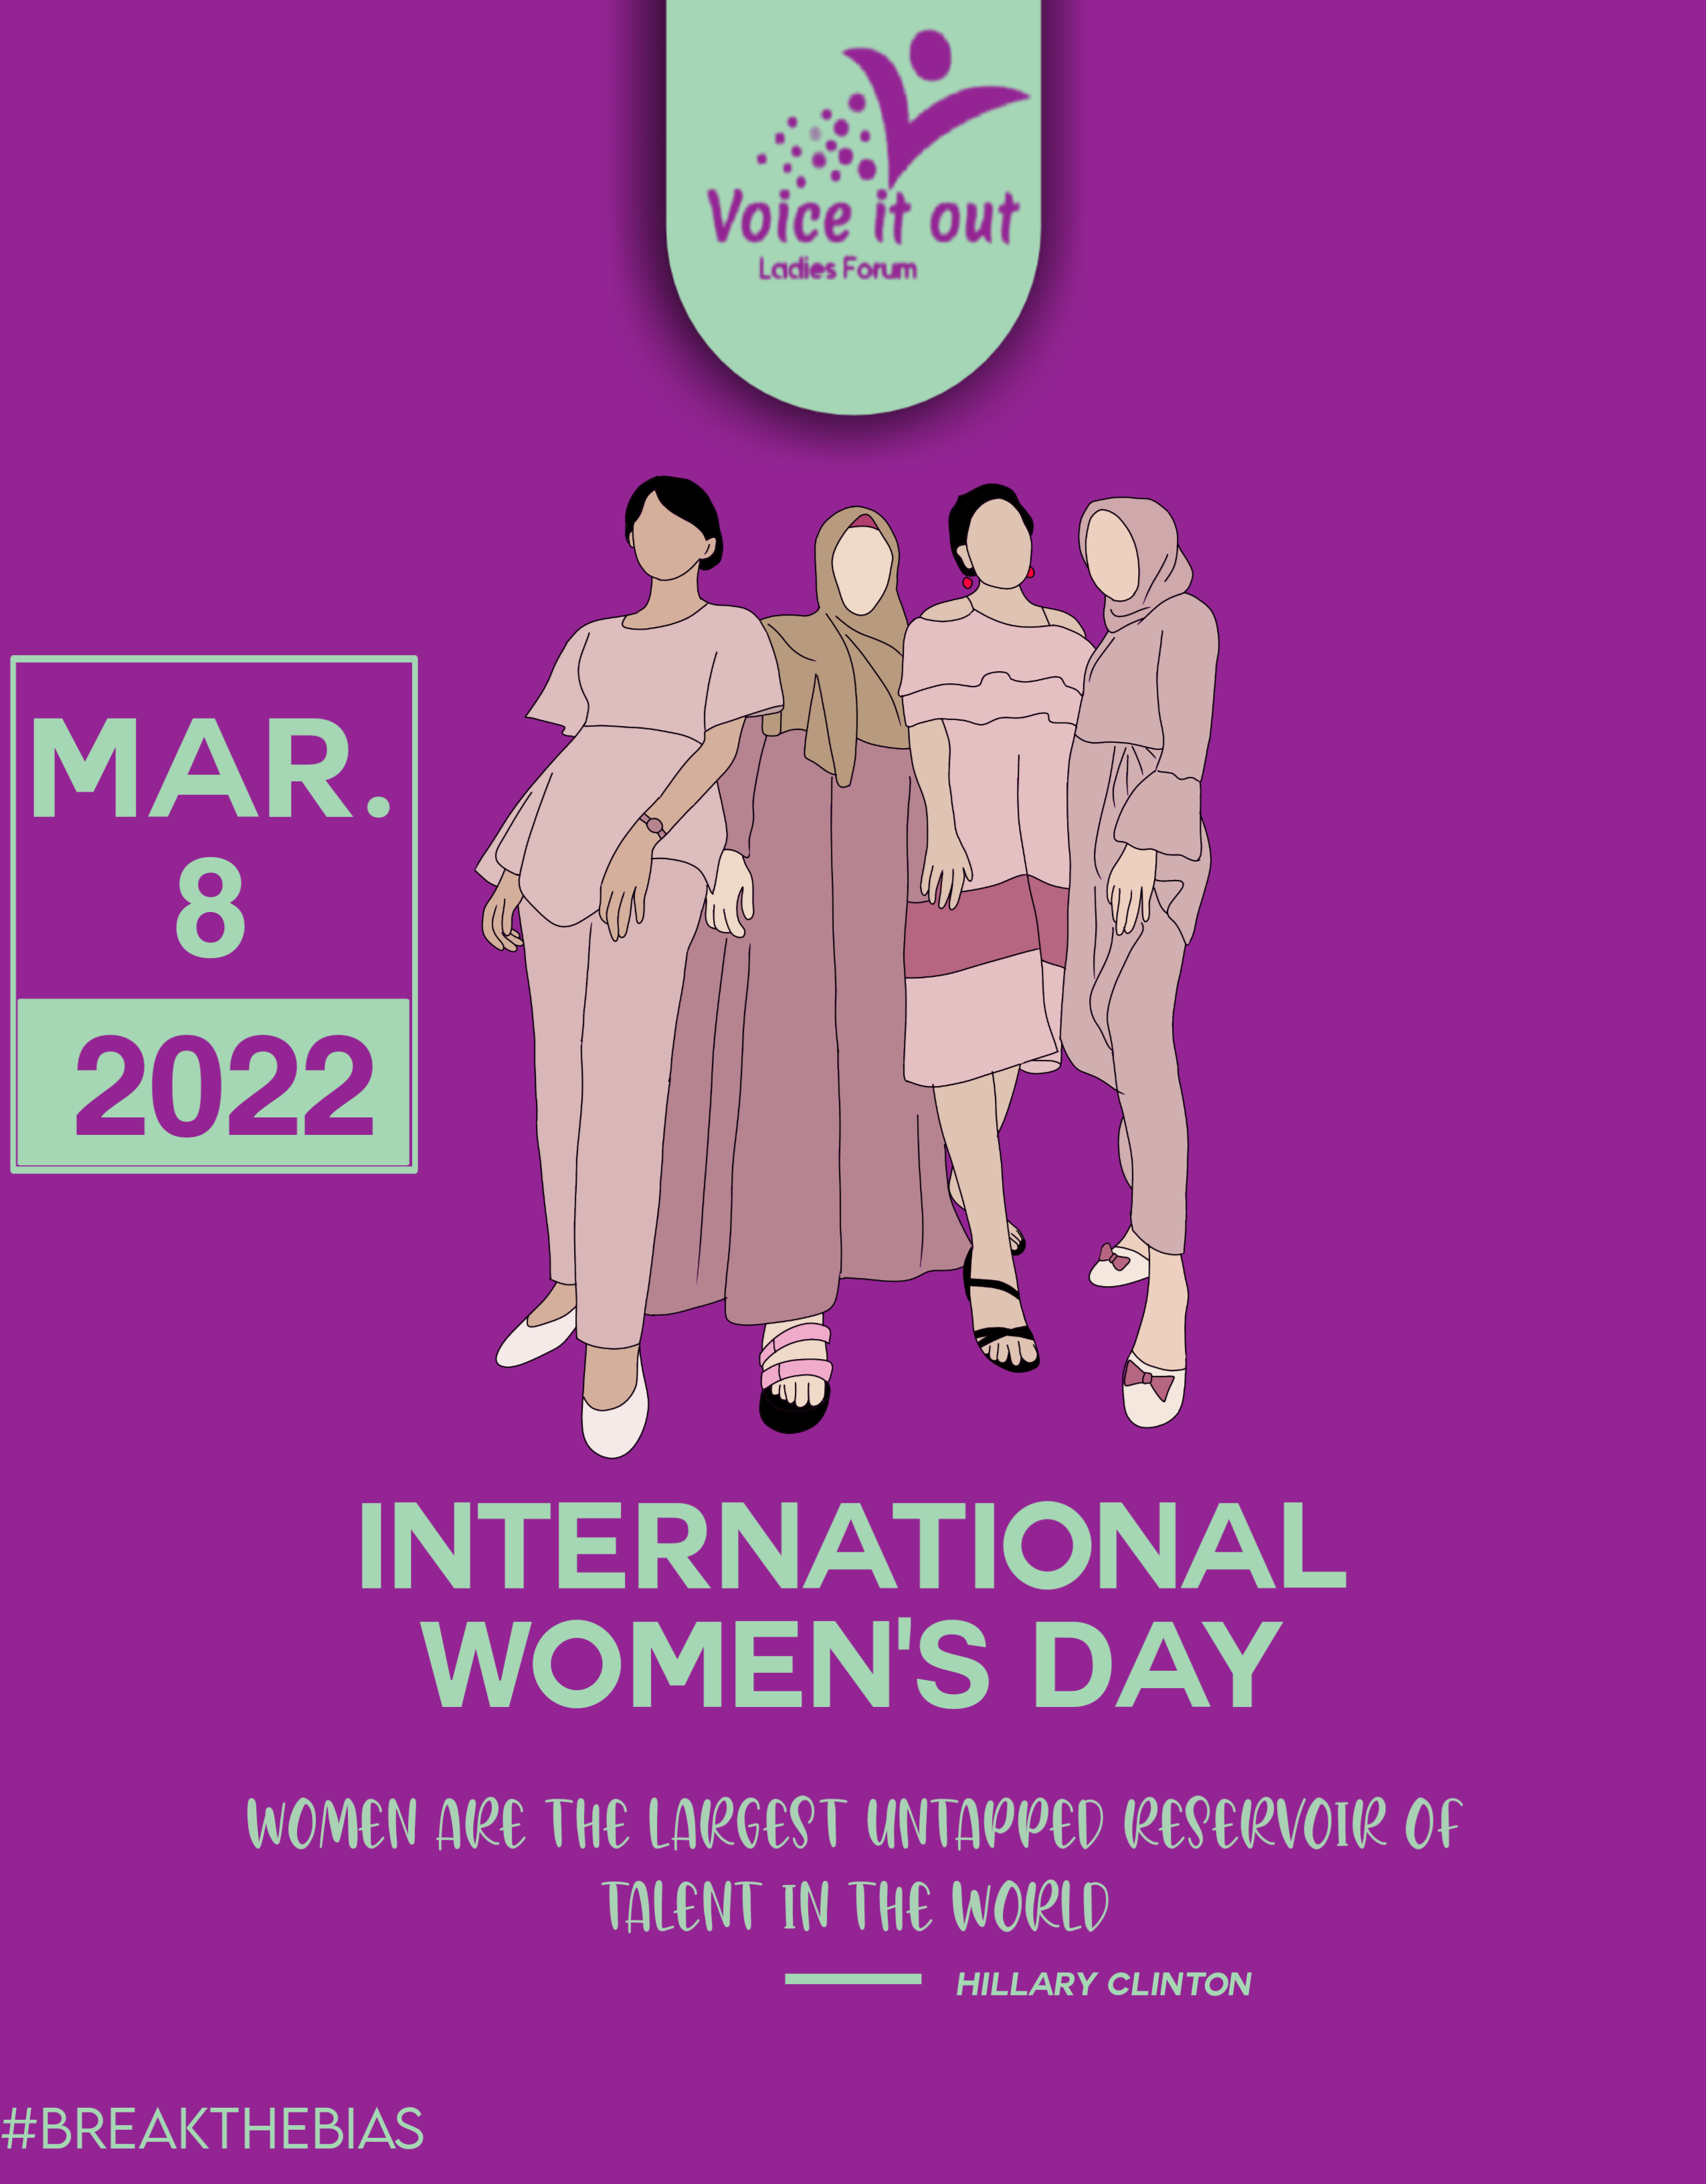 Voice it out
Ladies Forum
MAR.
8
2022
INTERNATIONAL
WOMEN'S DAY
WOMEN ARE THE LARGEST UNTAPPED RESERVOIR OF
TALENT IN THE WORLD
HILLARY CLINTON
#BREAKTHEBIAS